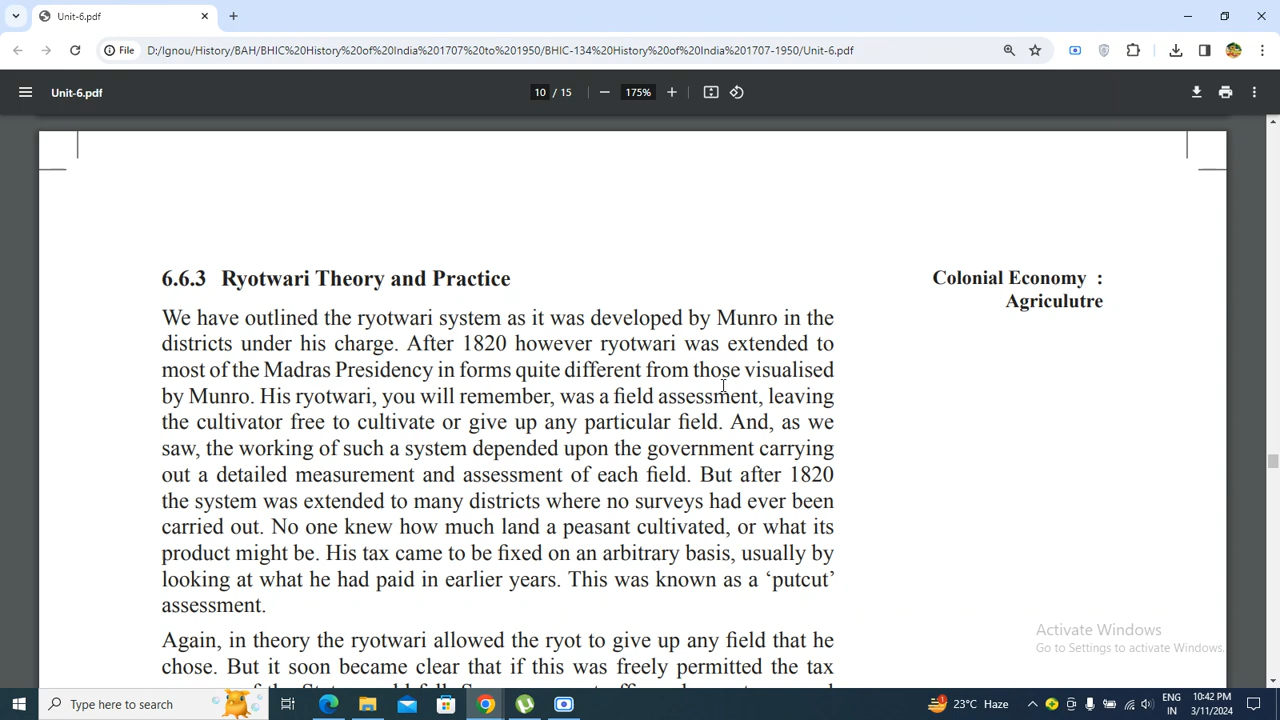 Unit-6.pdf
File
D:/Ignou/History/BAH/BHIC%20History%20of%20India%201707%20to%201950/BHIC-134%20History%20of%20India%201707-1950/Unit-6.pdf
Unit-6.pdf
10 / 15
175%
6.6.3 Ryotwari Theory and Practice
Colonial Economy :
Agriculutre
We have outlined the ryotwari system as it was developed by Munro in the
districts under his charge. After 1820 however ryotwari was extended to
most of the Madras Presidency in forms quite different from those visualised
by Munro. His ryotwari, you will remember, was a field assessment, leaving
the cultivator free to cultivate or give up any particular field. And, as we
saw, the working of such a system depended upon the government carrying
out a detailed measurement and assessment of each field. But after 1820
the system was extended to many districts where no surveys had ever been
carried out. No one knew how much land a peasant cultivated, or what its
product might be. His tax came to be fixed on an arbitrary basis, usually by
looking at what he had paid in earlier years. This was known as a ‘putcut’
assessment.
Again, in theory the ryotwari allowed the ryot to give up any field that he
chose. But it soon became clear that if this was freely permitted the tax
Activate Windows
Go to Settings to activate Windows.
Type here to search
23°C Haze
ENG
IN
10:42 PM
3/11/2024